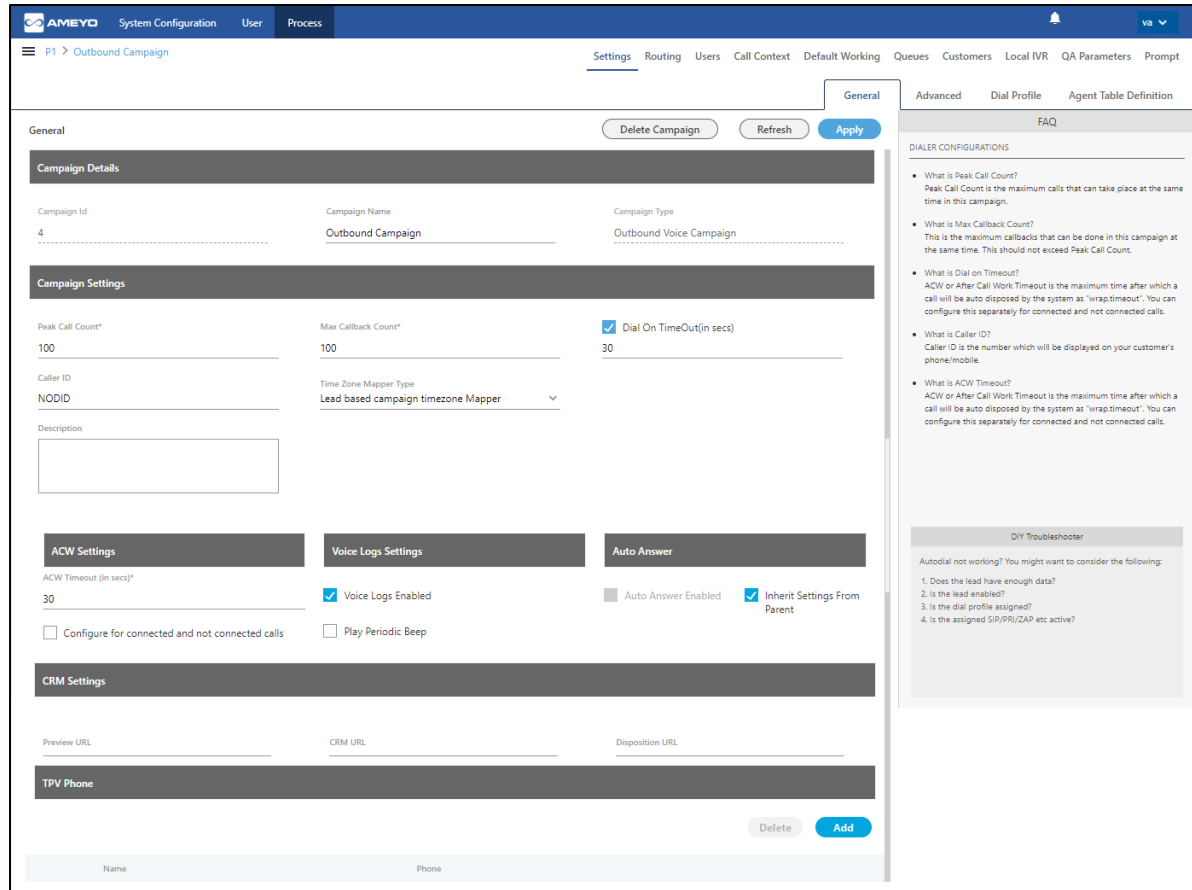 AMEYO System Configuration User Process va
P1 > Outbound Campaign
Settings Routing Users Call Context Default Working Queues Customers Local IVR QA Parameters Prompt
General Advanced Dial Profile Agent Table Definition
General Delete Campaign Refresh Apply
Campaign Details
Campaign Id Campaign Name Campaign Type
4 Outbound Campaign Outbound Voice Campaign
Campaign Settings
Peak Call Count* Max Callback Count* Dial On TimeOut(in secs)
100 100 30
Caller ID Time Zone Mapper Type
NODID Lead based campaign timezone Mapper
Description
ACW Settings Voice Logs Settings Auto Answer
ACW Timeout (in secs)*
30 Voice Logs Enabled Auto Answer Enabled Inherit Settings From
Parent
Configure for connected and not connected calls Play Periodic Beep
CRM Settings
Preview URL CRM URL Disposition URL
TPV Phone
Delete Add
Name Phone
FAQ
DIALER CONFIGURATIONS
• What is Peak Call Count?
Peak Call Count is the maximum calls that can take place at the same
time in this campaign.
• What is Max Callback Count?
This is the maximum callbacks that can be done in this campaign at
the same time. This should not exceed Peak Call Count.
• What is Dial on Timeout?
ACW or After Call Work Timeout is the maximum time after which a
call will be auto disposed by the system as "wrap.timeout". You can
configure this separately for connected and not connected calls.
• What is Caller ID?
Caller ID is the number which will be displayed on your customer's
phone/mobile.
• What is ACW Timeout?
ACW or After Call Work Timeout is the maximum time after which a
call will be auto disposed by the system as "wrap.timeout". You can
configure this separately for connected and not connected calls.
DIY Troubleshooter
Autodial not working? You might want to consider the following:
1. Does the lead have enough data?
2. Is the lead enabled?
3. Is the dial profile assigned?
4. Is the assigned SIP/PRI/ZAP etc active?